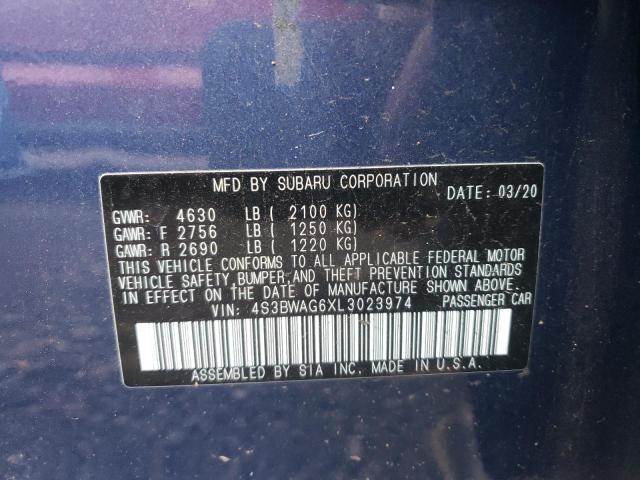 MFD BY SUBARU CORPORATION
DATE: 03/20
GVWR: 4630 LB ( 2100 KG)
GAWR: F 2756 LB ( 1250 KG)
GAWR: R 2690 LB ( 1220 KG)
THIS VEHICLE CONFORMS TO ALL APPLICABLE FEDERAL MOTOR
VEHICLE SAFETY, BUMPER AND THEFT PREVENTION STANDARDS
IN EFFECT ON THE DATE OF MANUFACTURE SHOWN ABOVE.
VIN: 4S3BWAG6XL3023974 PASSENGER CAR
ASSEMBLED BY SIA INC. MADE IN U.S.A.